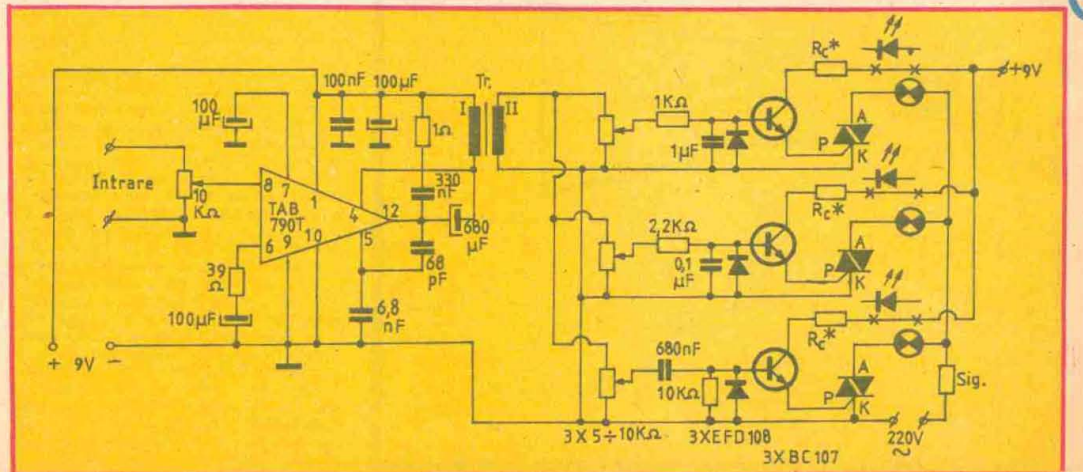 100nF 100µF
Tr.
I II
100
µF
1Ω
Intrare
10
KΩ
8 7
1
TAB
790T
4 12
5
6
9 10
330
nF
680
µF
68
pF
39
Ω
100µF
6,8
nF
+ 9V -
1KΩ
1µF
Rc*
+9V
P A
K
2,2KΩ
0,1
µF
Rc*
P A
K
680nF
10KΩ
Rc*
P A
K
Sig.
3X5÷10KΩ
3XEFD108
3XBC107
220V
~